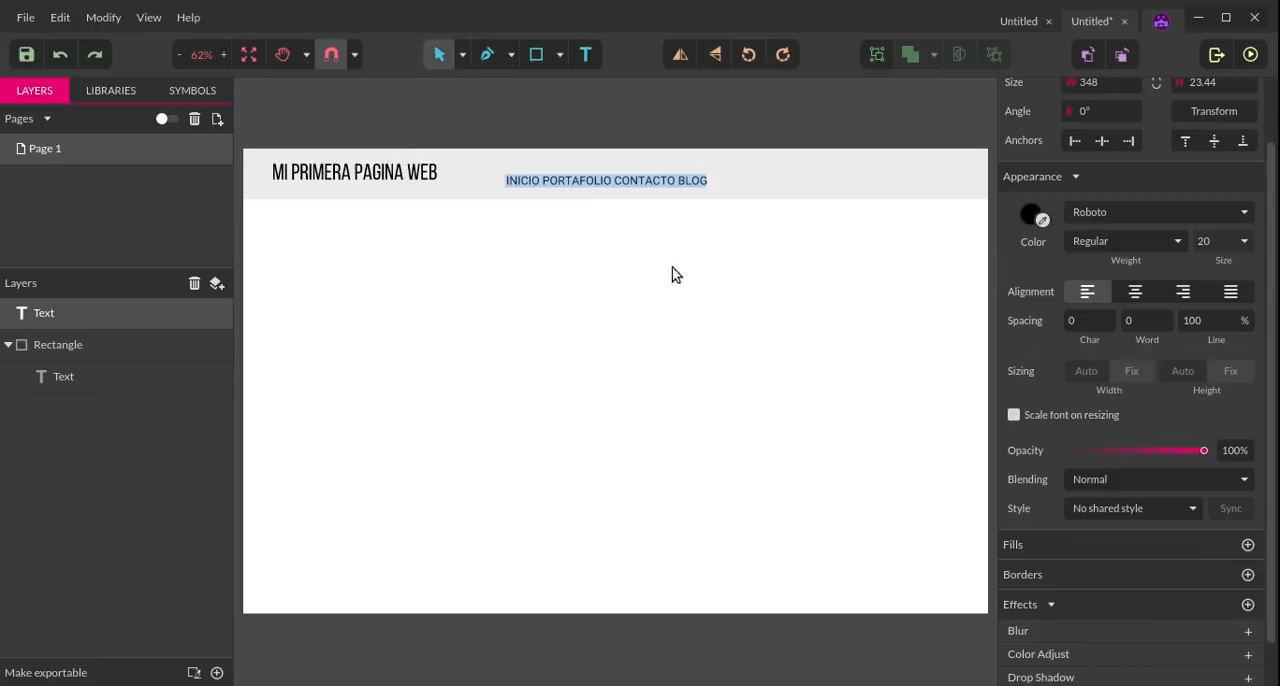 File Edit Modify View Help
Untitled × Untitled* ×
- 62% +
T
LAYERS LIBRARIES SYMBOLS
Pages
Page 1
Layers
T Text
Rectangle
T Text
Make exportable
MI PRIMERA PAGINA WEB
INICIO PORTAFOLIO CONTACTO BLOG
Size W 348 H 23.44
Angle 0° Transform
Anchors
Appearance
Roboto
Color Regular 20
Weight Size
Alignment
Spacing 0 0 100 %
Char Word Line
Sizing Auto Fix Auto Fix
Width Height
Scale font on resizing
Opacity 100%
Blending Normal
Style No shared style Sync
Fills
Borders
Effects
Blur +
Color Adjust +
Drop Shadow +